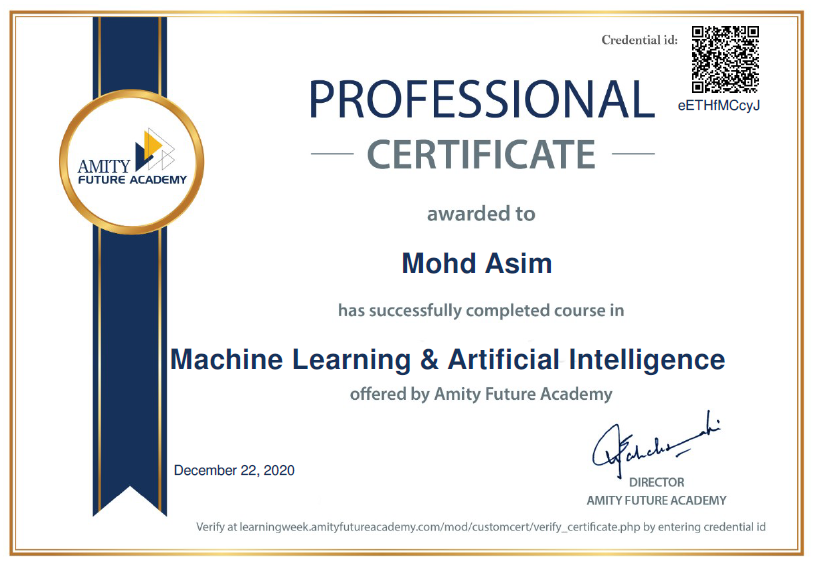 Credential id:
eETHfMCcyJ
PROFESSIONAL
CERTIFICATE
AMITY
FUTURE ACADEMY
awarded to
Mohd Asim
has successfully completed course in
Machine Learning & Artificial Intelligence
offered by Amity Future Academy
December 22, 2020
DIRECTOR
AMITY FUTURE ACADEMY
Verify at learningweek.amityfutureacademy.com/mod/customcert/verify_certificate.php by entering credential id